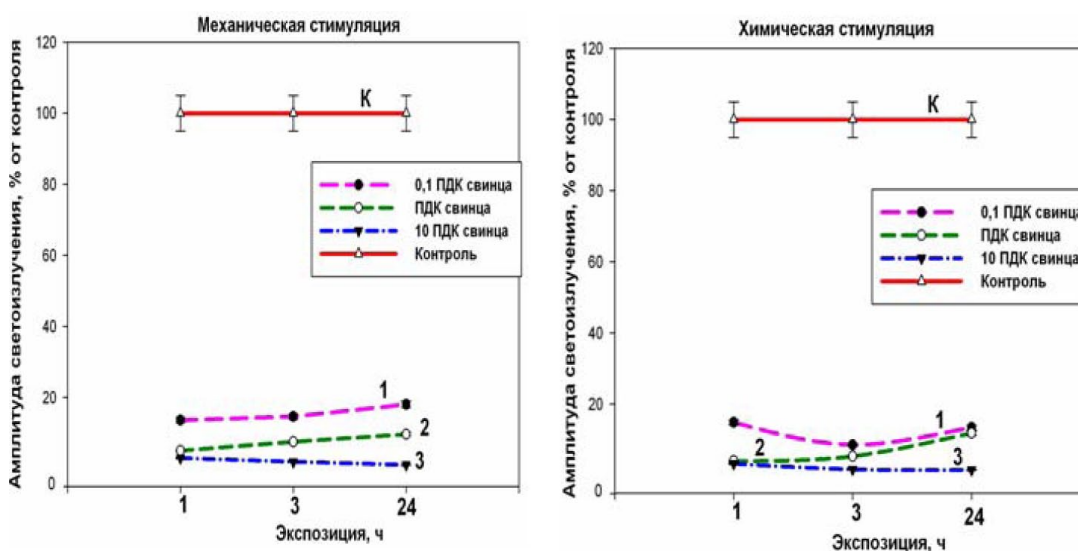 Механическая стимуляция
Амплитуда светоизлучения, % от контроля
120
100
80
60
40
20
0
К
0,1 ПДК свинца
ПДК свинца
10 ПДК свинца
Контроль
1
2
3
1
3
24
Экспозиция, ч
Химическая стимуляция
Амплитуда светоизлучения, % от контроля
120
100
80
60
40
20
0
К
0,1 ПДК свинца
ПДК свинца
10 ПДК свинца
Контроль
1
2
3
1
3
24
Экспозиция, ч